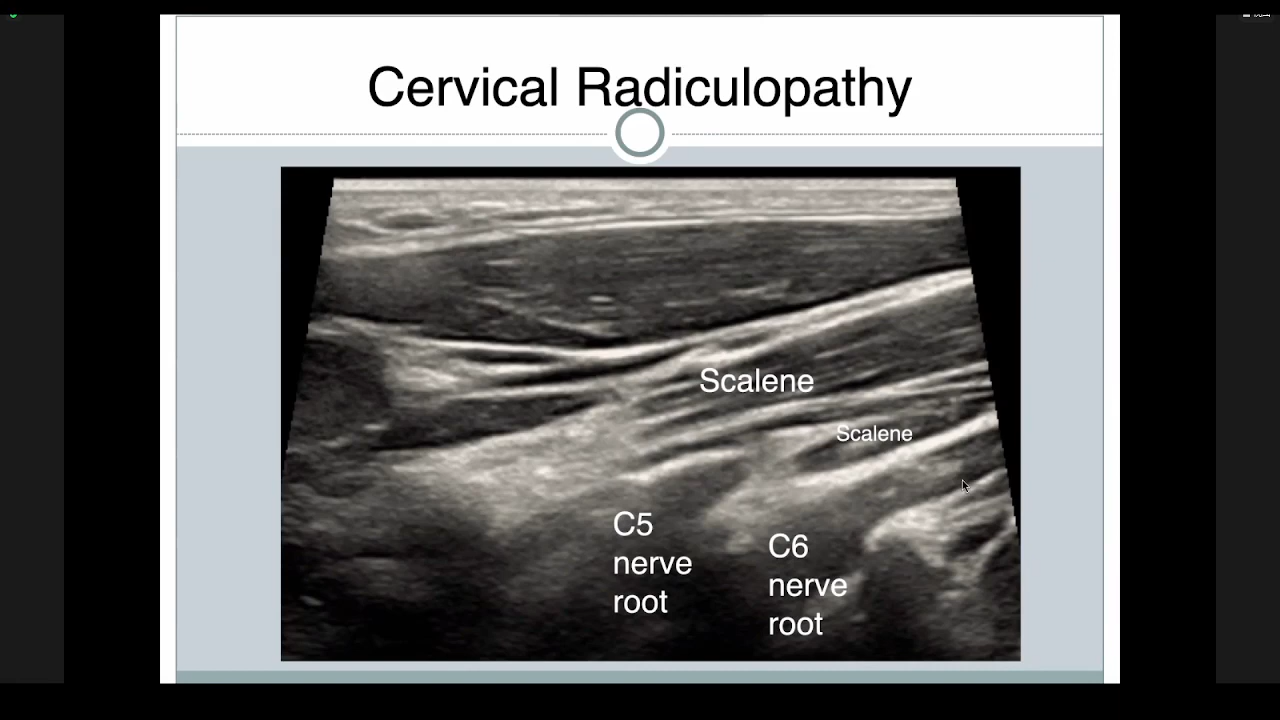 Cervical Radiculopathy
Scalene
Scalene
C5
nerve
root
C6
nerve
root